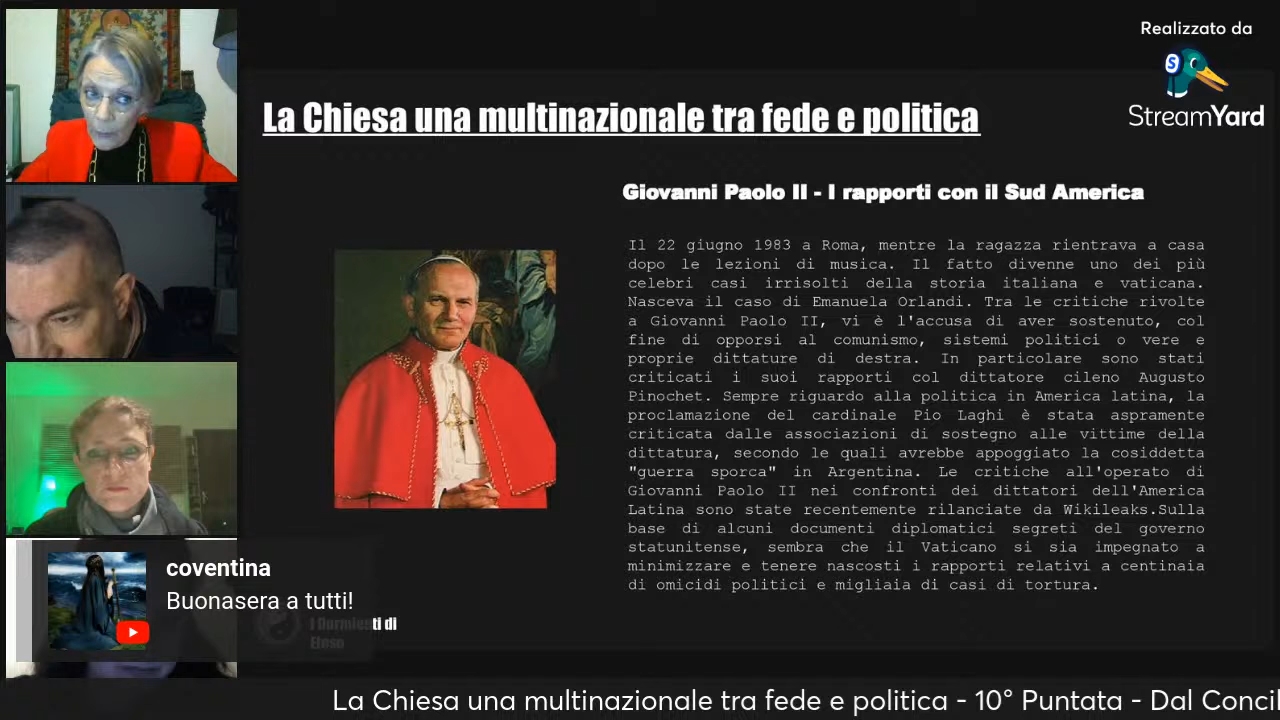 Realizzato da
StreamYard
La Chiesa una multinazionale tra fede e politica
Giovanni Paolo II - I rapporti con il Sud America
Il 22 giugno 1983 a Roma, mentre la ragazza rientrava a casa
dopo le lezioni di musica. Il fatto divenne uno dei più
celebri casi irrisolti della storia italiana e vaticana.
Nasceva il caso di Emanuela Orlandi. Tra le critiche rivolte
a Giovanni Paolo II, vi è l'accusa di aver sostenuto, col
fine di opporsi al comunismo, sistemi politici o vere e
proprie dittature di destra. In particolare sono stati
criticati i suoi rapporti col dittatore cileno Augusto
Pinochet. Sempre riguardo alla politica in America latina, la
proclamazione del cardinale Pio Laghi è stata aspramente
criticata dalle associazioni di sostegno alle vittime della
dittatura, secondo le quali avrebbe appoggiato la cosiddetta
"guerra sporca" in Argentina. Le critiche all'operato di
Giovanni Paolo II nei confronti dei dittatori dell'America
Latina sono state recentemente rilanciate da Wikileaks.Sulla
base di alcuni documenti diplomatici segreti del governo
statunitense, sembra che il Vaticano si sia impegnato a
minimizzare e tenere nascosti i rapporti relativi a centinaia
di omicidi politici e migliaia di casi di tortura.
coventina
Buonasera a tutti!
I Dormienti di
La Chiesa una multinazionale tra fede e politica - 10° Puntata - Dal Conci